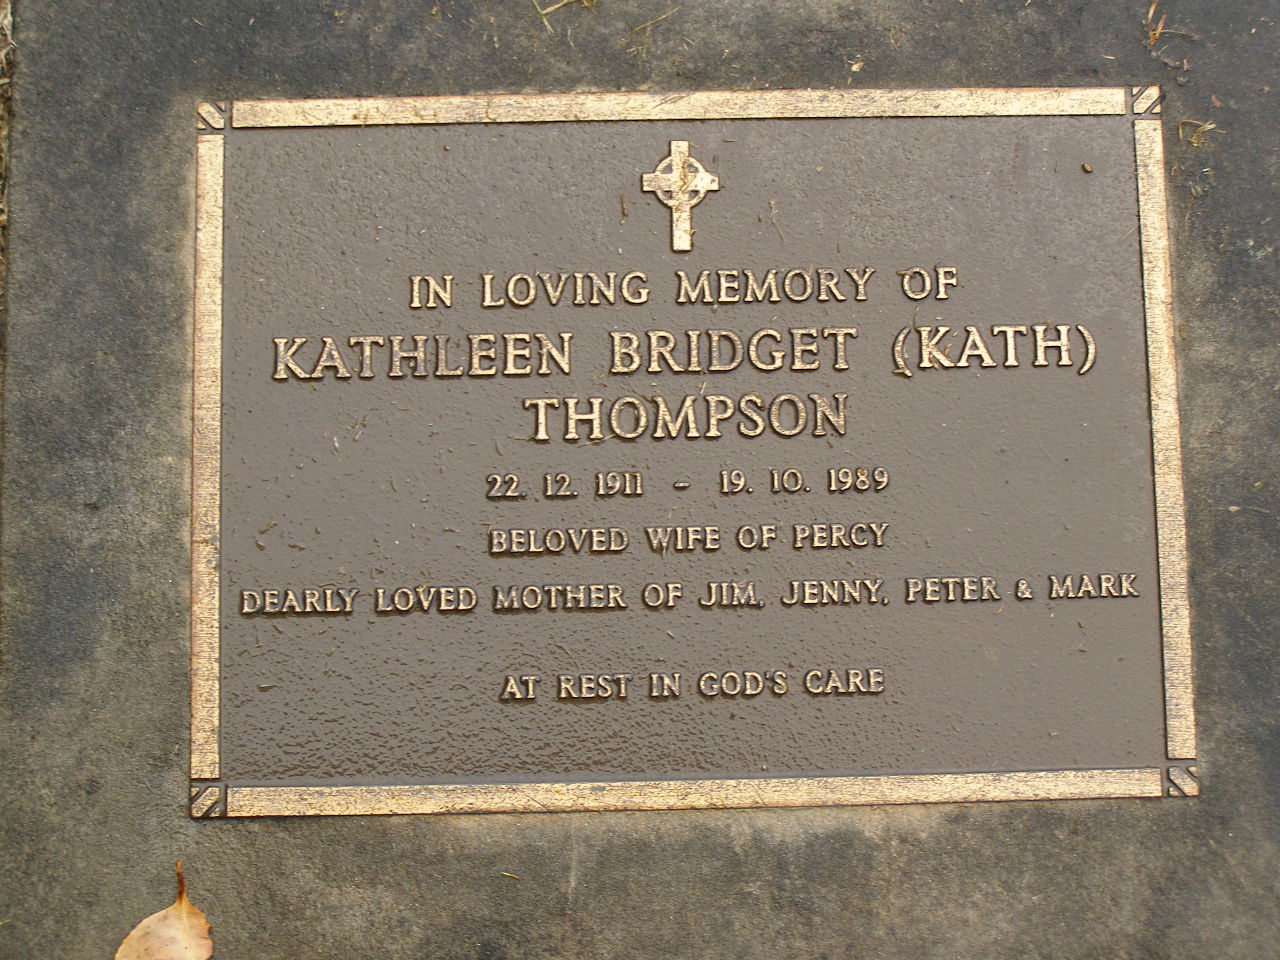 IN LOVING MEMORY OF
KATHLEEN BRIDGET (KATH)
THOMPSON
22. 12. 1911 - 19. 10. 1989
BELOVED WIFE OF PERCY
DEARLY LOVED MOTHER OF JIM, JENNY, PETER & MARK
AT REST IN GOD'S CARE